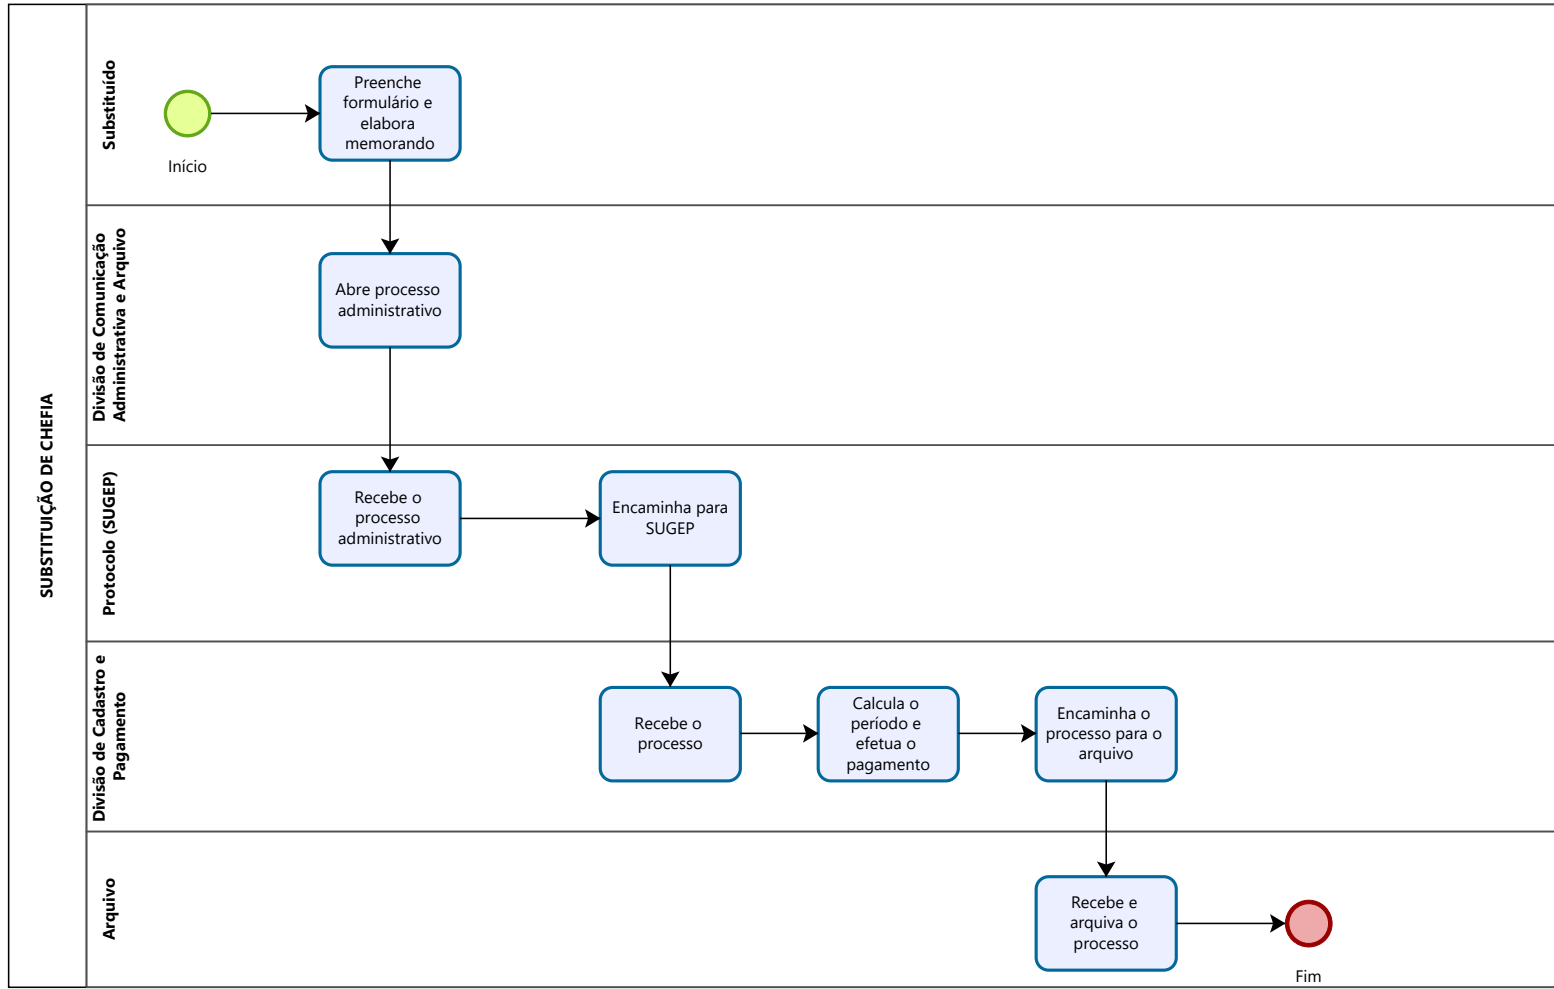 SUBSTITUIÇÃO DE CHEFIA
Substituído
Início
Preenche
formulário e
elabora
memorando
Divisão de Comunicação
Administrativa e Arquivo
Abre processo
administrativo
Protocolo (SUGEP)
Recebe o
processo
administrativo
Encaminha para
SUGEP
Divisão de Cadastro e
Pagamento
Recebe o
processo
Calcula o
período e
efetua o
pagamento
Encaminha o
processo para o
arquivo
Arquivo
Recebe e
arquiva o
processo
Fim